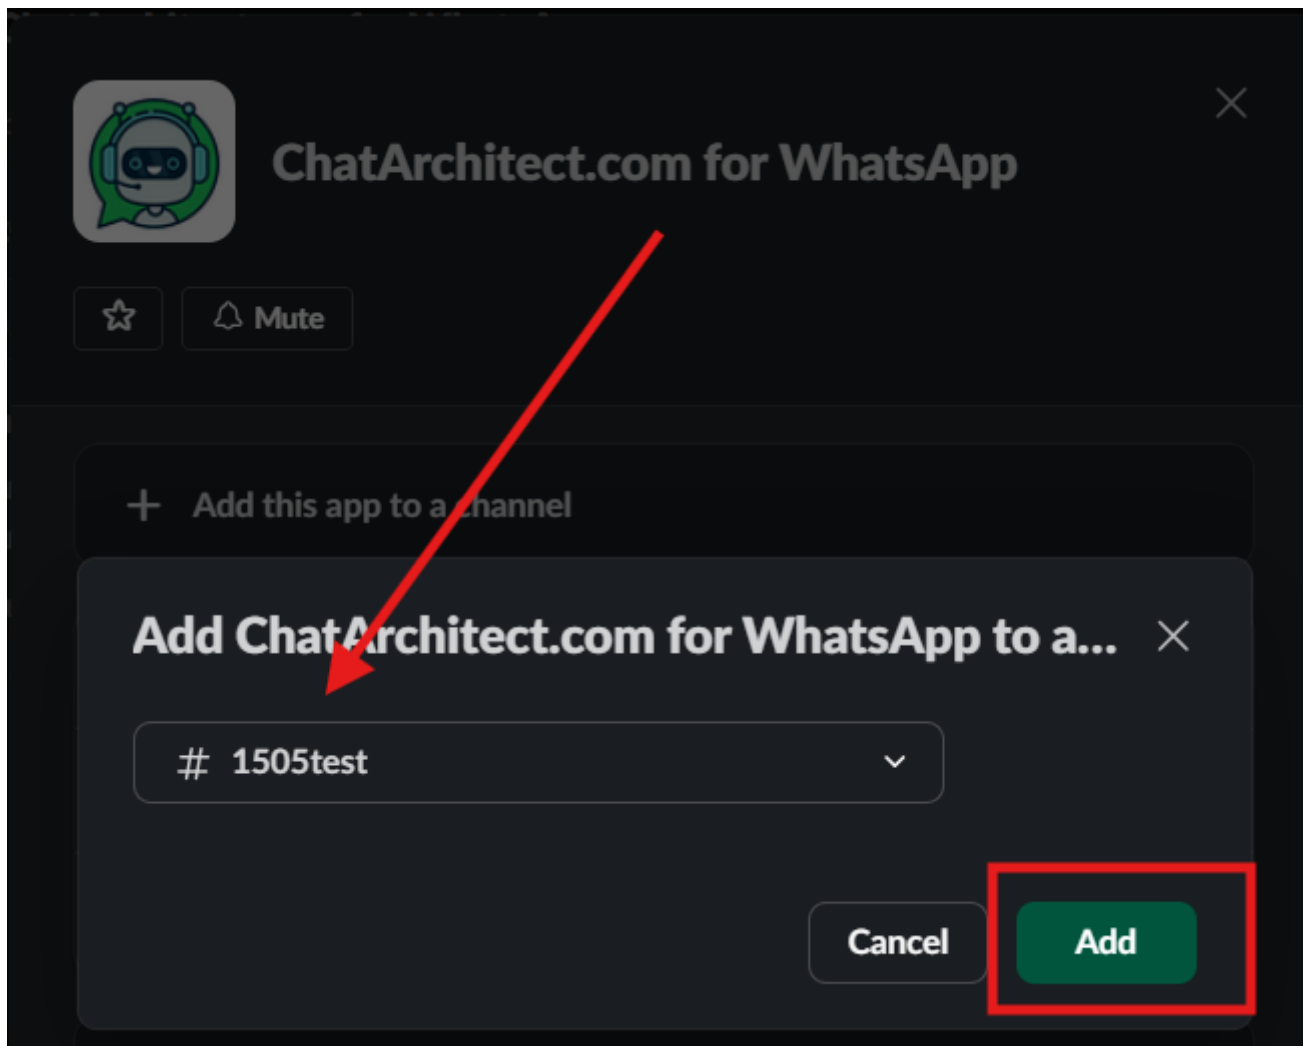 ChatArchitect.com for WhatsApp
Mute
Add this app to a channel
Add ChatArchitect.com for WhatsApp to a...
# 1505test
Cancel
Add